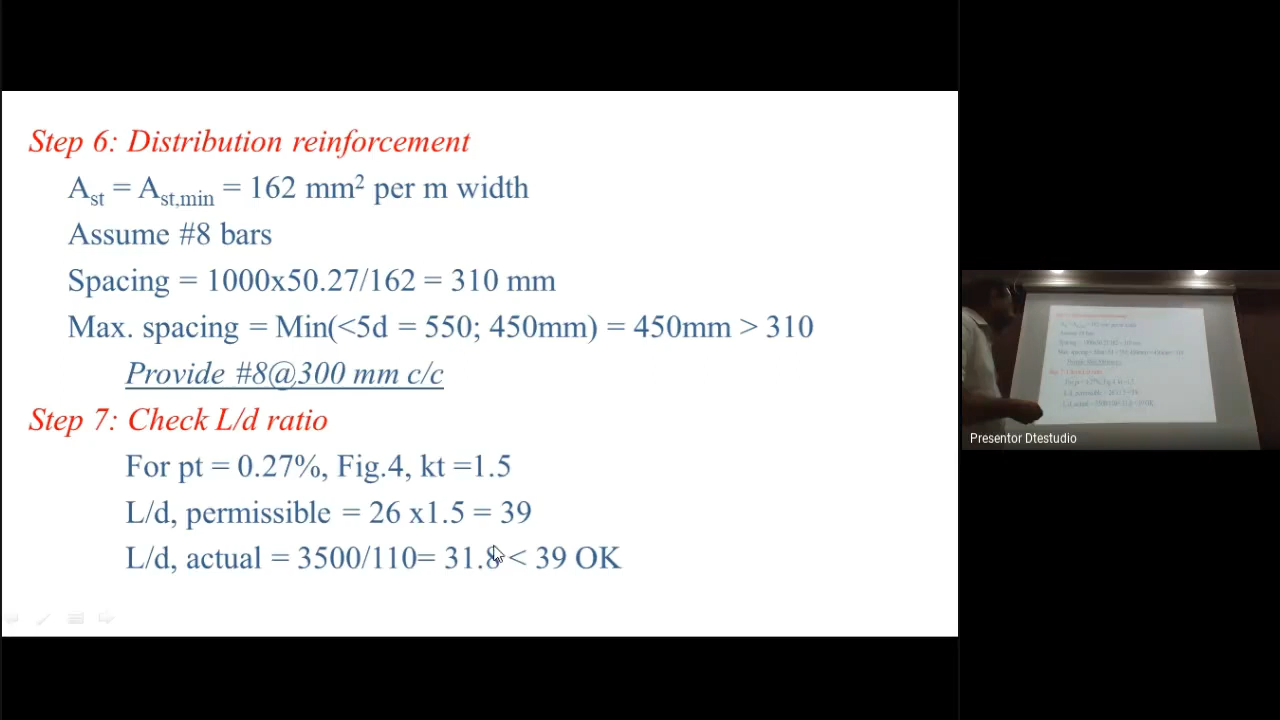 Step 6: Distribution reinforcement
Ast = Ast,min = 162 mm² per m width
Assume #8 bars
Spacing = 1000x50.27/162 = 310 mm
Max. spacing = Min(<5d = 550; 450mm) = 450mm > 310
Provide #8@300 mm c/c
Step 7: Check L/d ratio
For pt = 0.27%, Fig.4, kt =1.5
L/d, permissible = 26 x1.5 = 39
L/d, actual = 3500/110= 31.8 < 39 OK
Presentor Dtestudio